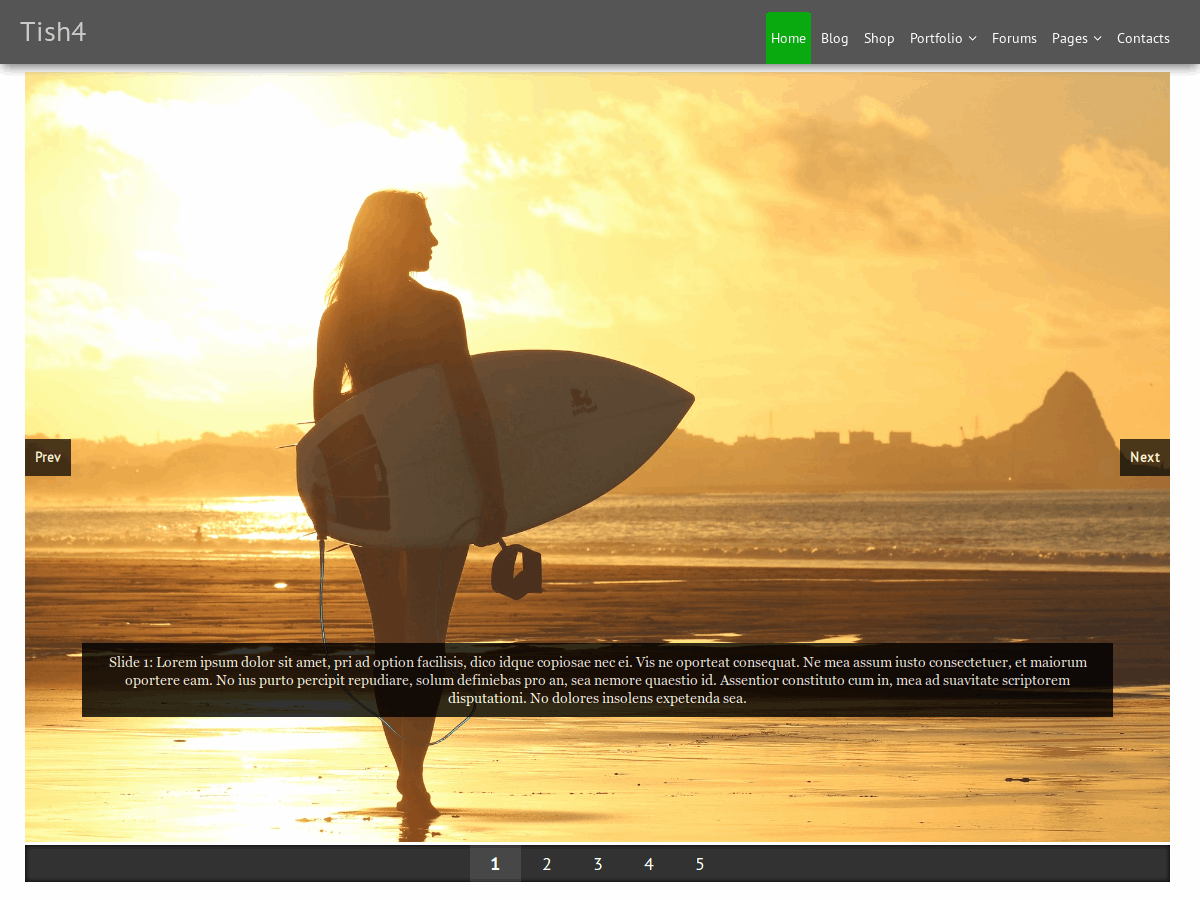 Tish4
Home Blog Shop Portfolio Forums Pages Contacts
Prev
Next
Slide 1: Lorem ipsum dolor sit amet, pri ad option facilisis, dico idque copiosae nec ei. Vis ne oporteat consequat. Ne mea assum iusto consectetuer, et maiorum
oportere eam. No ius purto percipit repudiare, solum definiebas pro an, sea nemore quaestio id. Assentior constituto cum in, mea ad suavitate scriptorem
disputationi. No dolores insolens expetenda sea.
1 2 3 4 5